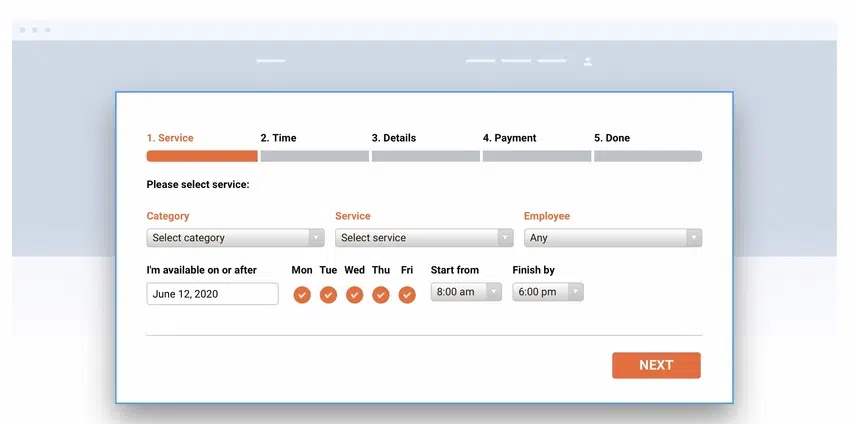 1. Service 2. Time 3. Details 4. Payment 5. Done
Please select service:
Category Service Employee
Select category Select service Any
I'm available on or after Mon Tue Wed Thu Fri Start from Finish by
June 12, 2020 8:00 am 6:00 pm
NEXT